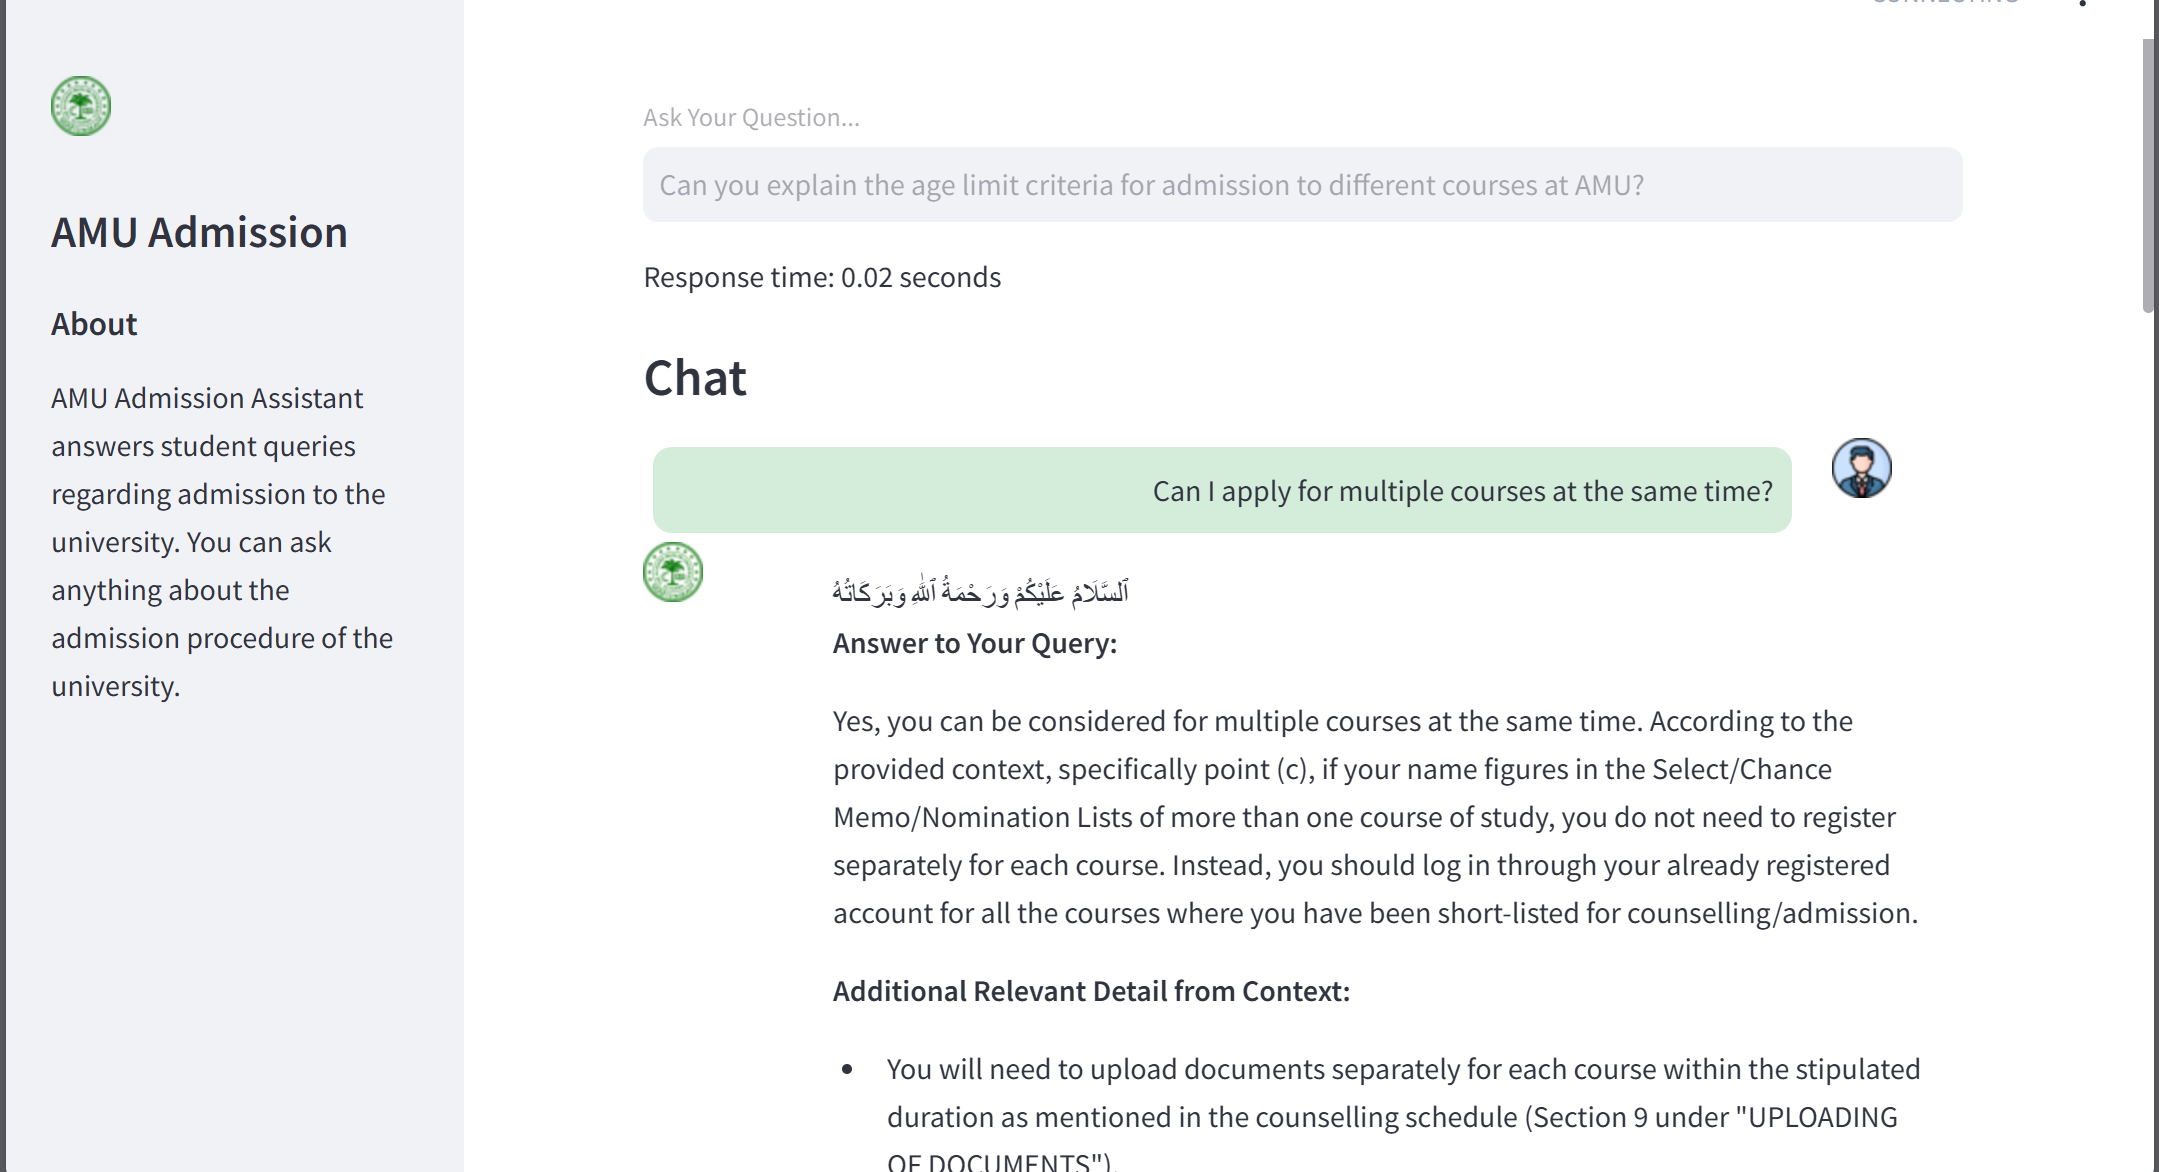 AMU Admission
About
AMU Admission Assistant
answers student queries
regarding admission to the
university. You can ask
anything about the
admission procedure of the
university.
Ask Your Question...
Can you explain the age limit criteria for admission to different courses at AMU?
Response time: 0.02 seconds
Chat
Can I apply for multiple courses at the same time?
ٱلسَّلَامُ عَلَيْكُمْ وَرَحْمَةُ ٱللَّٰهِ وَبَرَكَاتُهُ
Answer to Your Query:
Yes, you can be considered for multiple courses at the same time. According to the
provided context, specifically point (c), if your name figures in the Select/Chance
Memo/Nomination Lists of more than one course of study, you do not need to register
separately for each course. Instead, you should log in through your already registered
account for all the courses where you have been short-listed for counselling/admission.
Additional Relevant Detail from Context:
• You will need to upload documents separately for each course within the stipulated
duration as mentioned in the counselling schedule (Section 9 under "UPLOADING
OF DOCUMENTS").